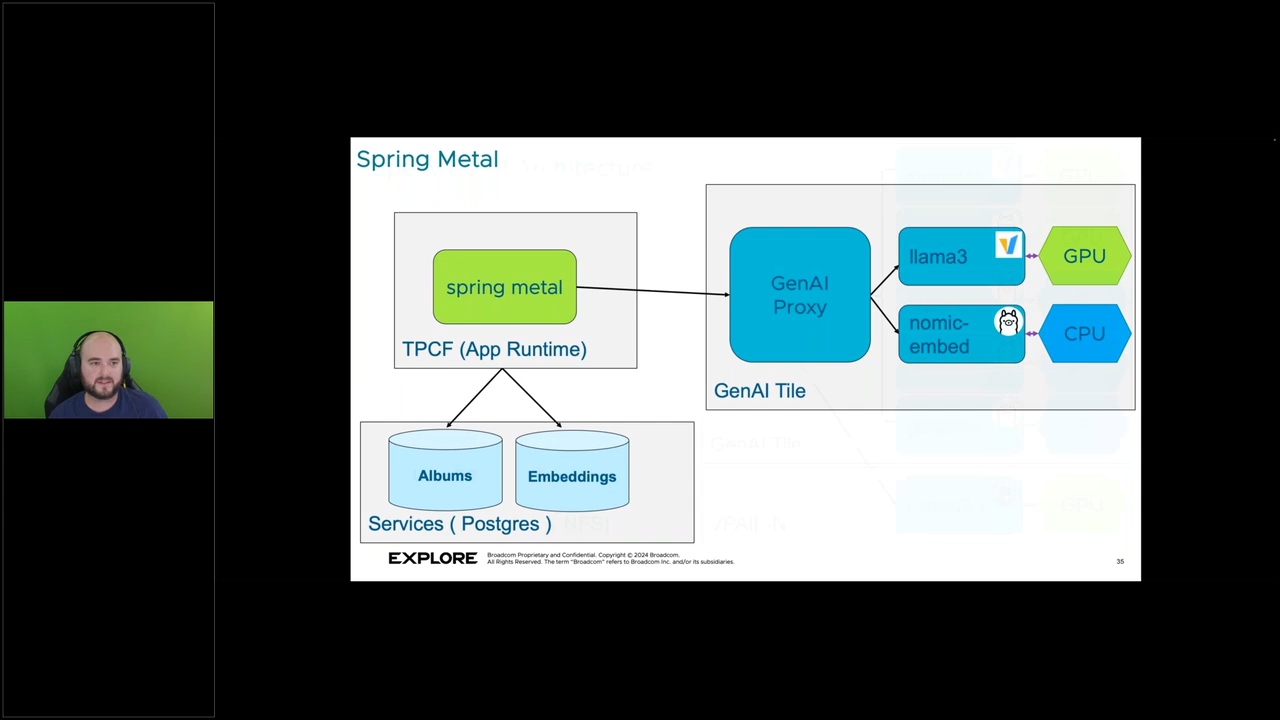 Spring Metal
spring metal
TPCF (App Runtime)
GenAI
Proxy
llama3
GPU
nomic-
embed
CPU
GenAI Tile
Albums
Embeddings
Services ( Postgres )
GenAI Tile
EXPLORE
Broadcom Proprietary and Confidential. Copyright © 2024 Broadcom.
All Rights Reserved. The term "Broadcom" refers to Broadcom Inc. and/or its subsidiaries.
35